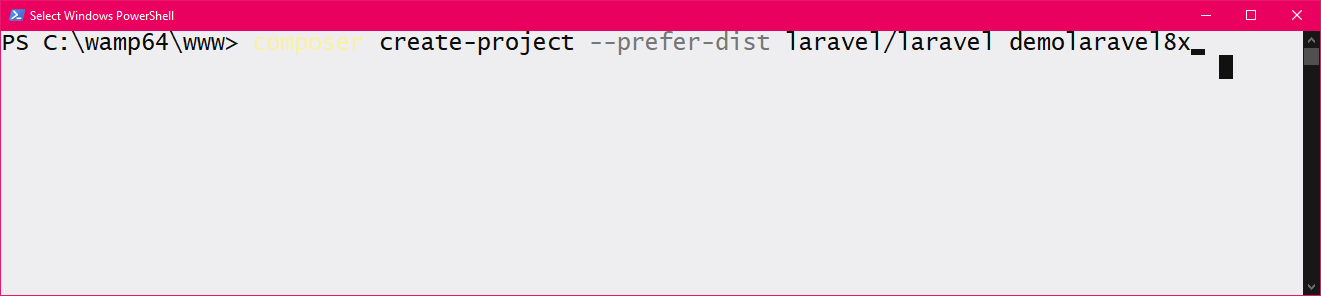 Select Windows PowerShell
PS C:\wamp64\www> composer create-project --prefer-dist laravel/laravel demolaravel8x